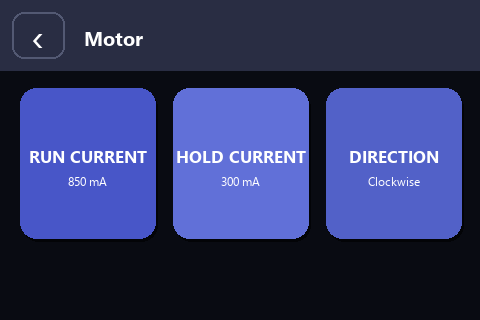 ‹ Motor
RUN CURRENT
850 mA
HOLD CURRENT
300 mA
DIRECTION
Clockwise